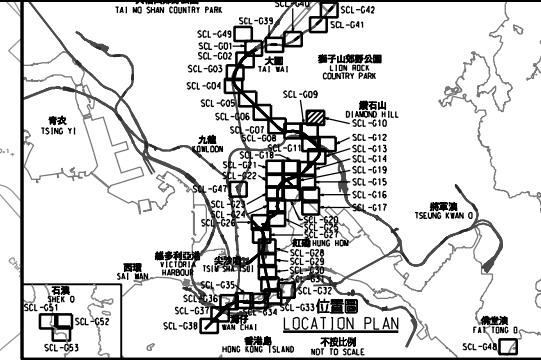 TAI MO SHAN COUNTRY PARK
SCL-G39
SCL-G40
SCL-G42
SCL-G41
SCL-G49
SCL-G01
SCL-G02
SCL-G03
SCL-G04
大圍
TAI WAI
獅子山郊野公園
LION ROCK
COUNTRY PARK
SCL-G05
SCL-G06
SCL-G07
SCL-G08
SCL-G09
鑽石山
DIAMOND HILL
SCL-G10
SCL-G11
SCL-G12
SCL-G13
SCL-G14
SCL-G19
SCL-G15
SCL-G16
SCL-G17
青衣
TSING YI
九龍
KOWLOON
SCL-G18
SCL-G21
SCL-G22
SCL-G47
SCL-G23
SCL-G24
SCL-G26
SCL-G20
將軍澳
TSEUNG KWAN O
紅磡 HUNG HOM
SCL-G28
SCL-G29
SCL-G30
SCL-G32
SCL-G33
SCL-G34
SCL-G35
SCL-G36
SCL-G37
SCL-G38
維多利亞港
VICTORIA
HARBOUR
西環
SAI WAN
尖沙咀
TSIM SHA TSUI
灣仔
WAN CHAI
香港島
HONG KONG ISLAND
位置圖
LOCATION PLAN
不按比例
NOT TO SCALE
石澳
SHEK O
SCL-G51
SCL-G52
SCL-G53
佛堂澳
FAT TONG O
SCL-G48